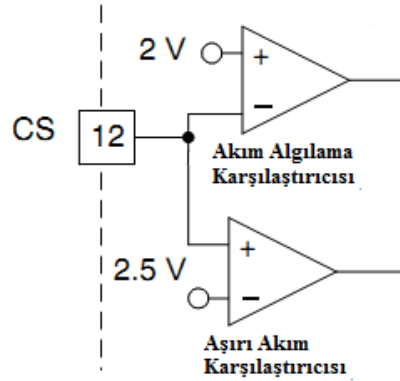 2 V
+
−
CS
12
Akım Algılama
Karşılaştırıcısı
+
2.5 V
−
Aşırı Akım
Karşılaştırıcısı